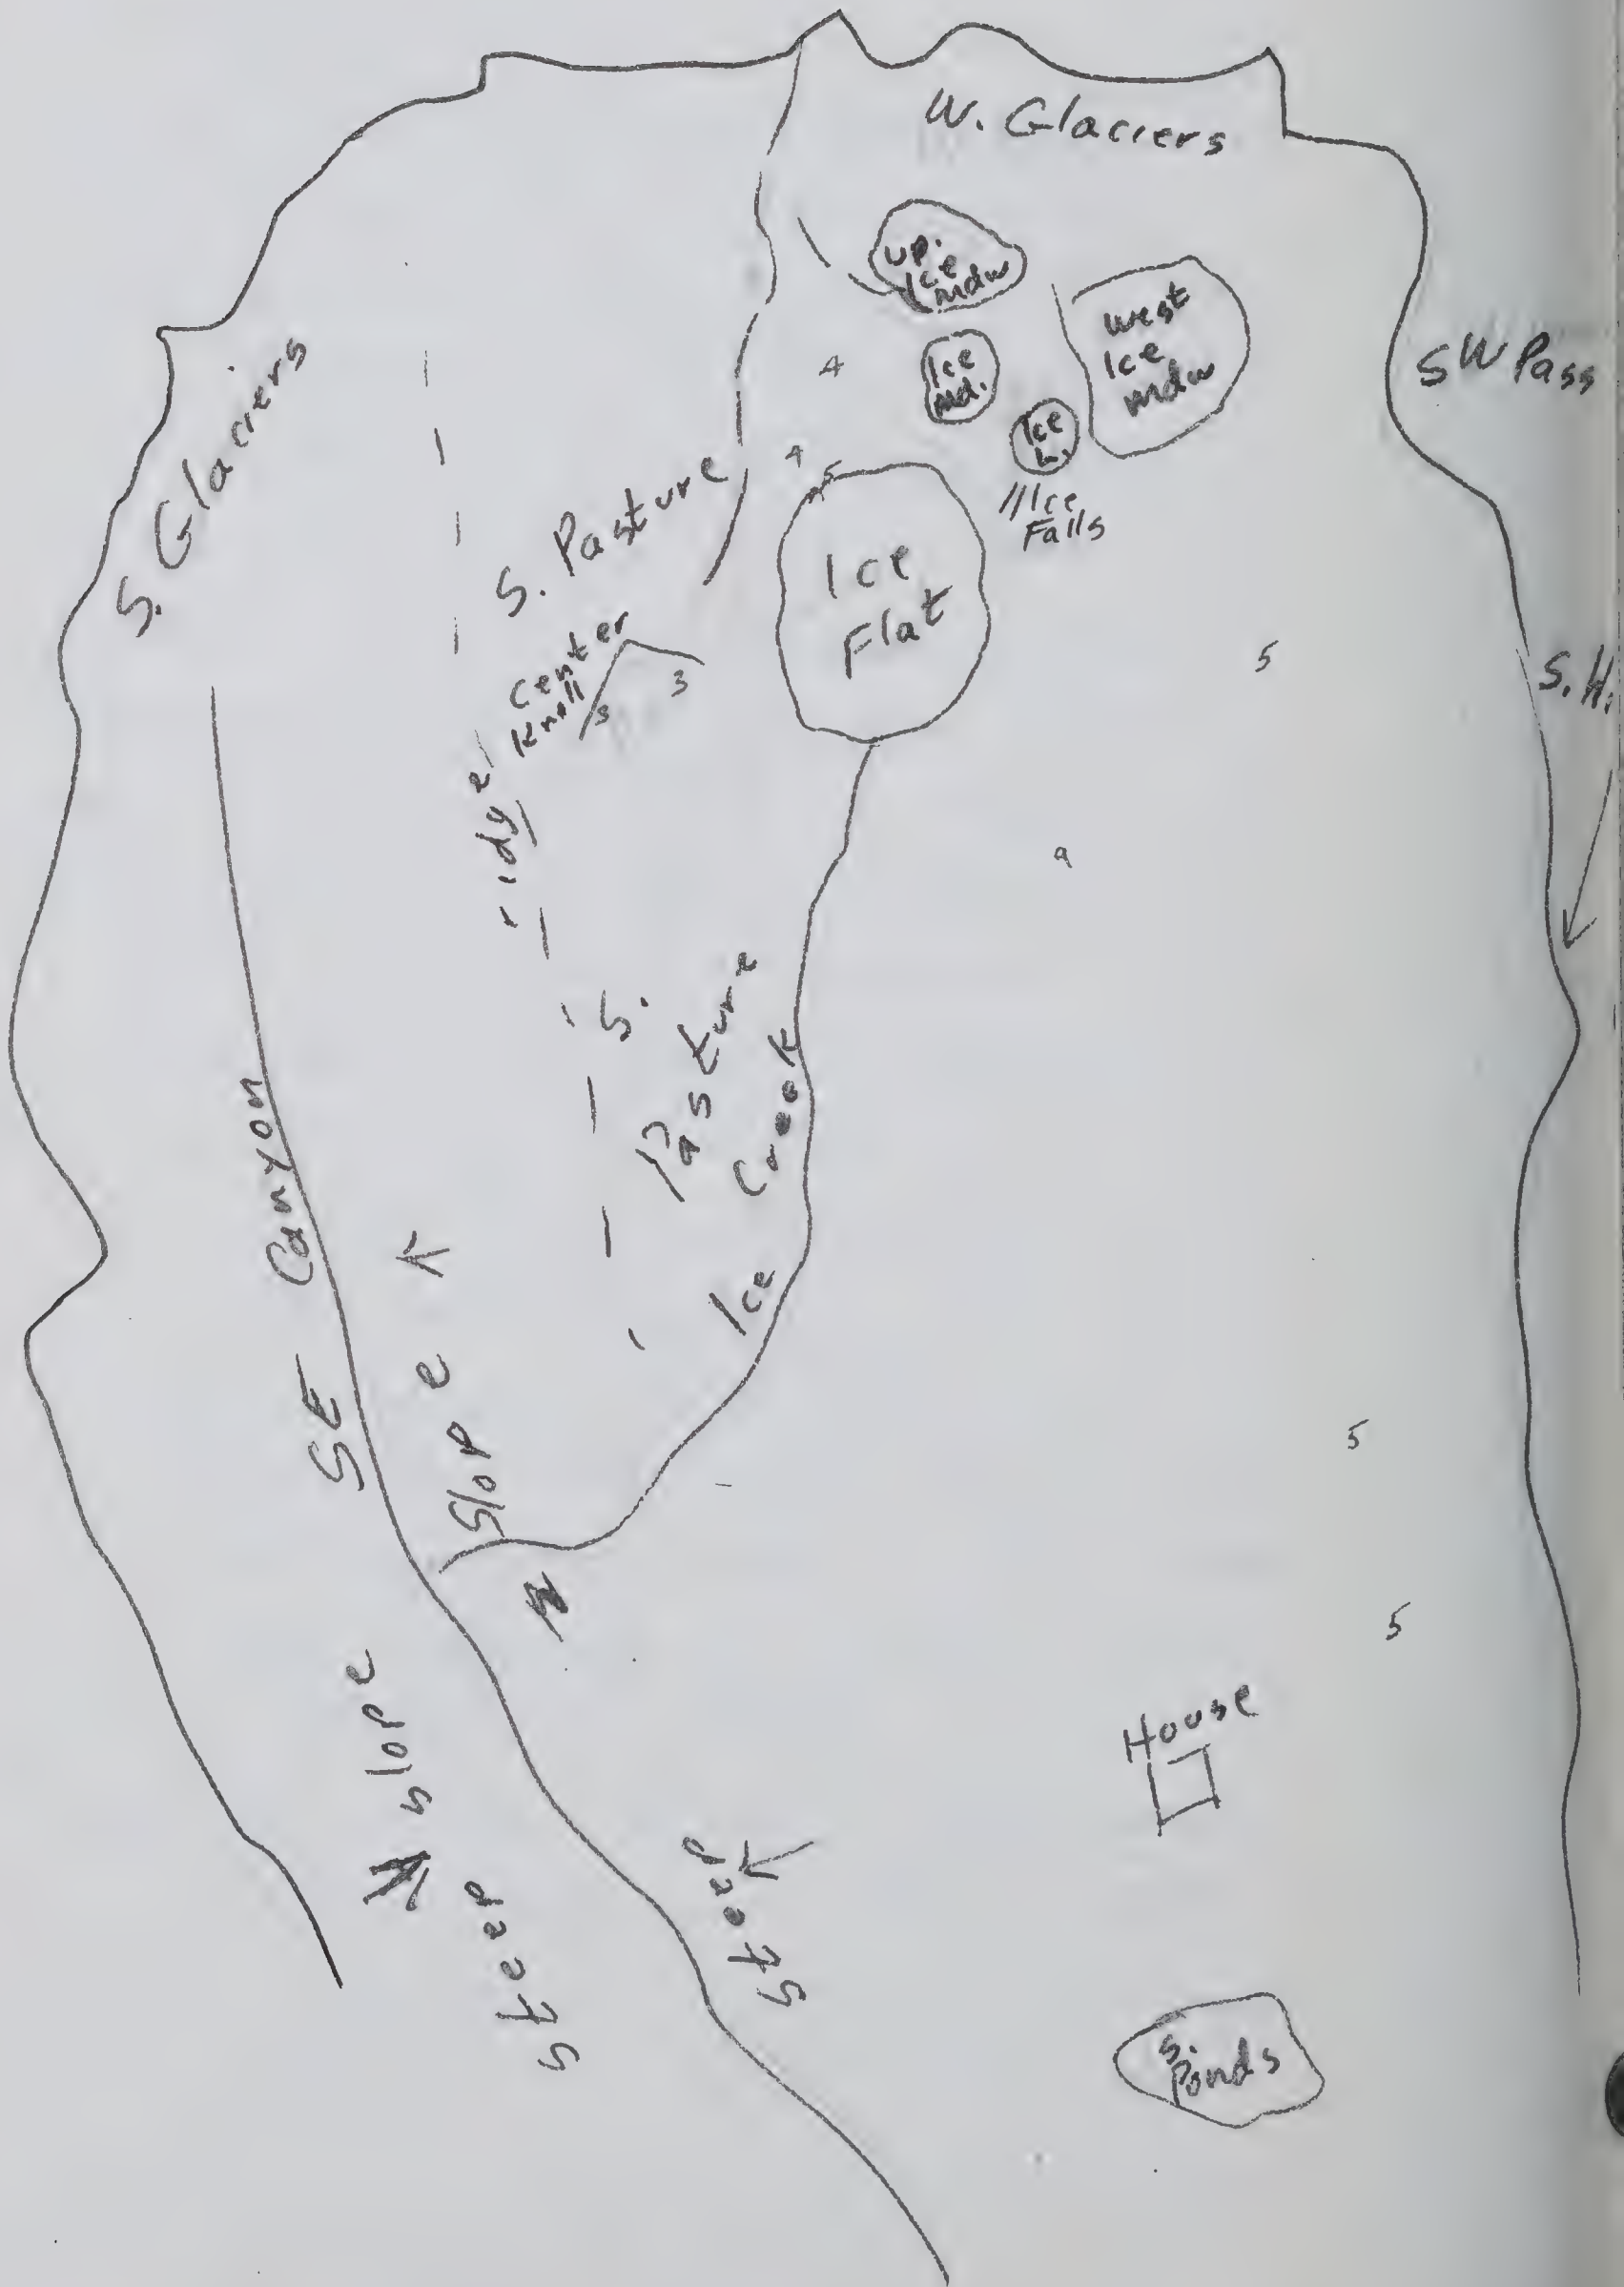 W. Glaciers
up.
Ice
mdw
West
Ice
mdw
Ice
md.
Ice
L.
Ice
Falls
SW Pass
S. Glaciers
S. Pasture
4
4
5
Ice
Flat
center
knoll
3
3
5
S.H.
ridge
a
S.
Pasture
Ice Creek
SE Canyon
Slope
5
5
slope
House
Steep
Steep
S.
Ponds